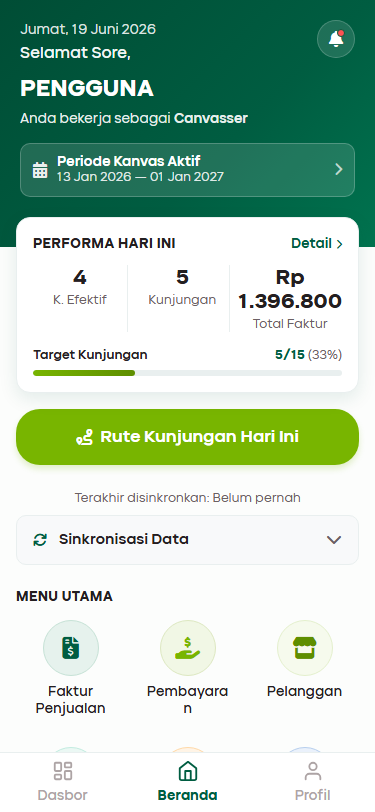 Jumat, 19 Juni 2026
Selamat Sore,
PENGGUNA
Anda bekerja sebagai Canvasser
Periode Kanvas Aktif
13 Jan 2026 — 01 Jan 2027
PERFORMA HARI INI
Detail
4
K. Efektif
5
Kunjungan
Rp
1.396.800
Total Faktur
Target Kunjungan
5/15 (33%)
Rute Kunjungan Hari Ini
Terakhir disinkronkan: Belum pernah
Sinkronisasi Data
MENU UTAMA
Faktur
Penjualan
Pembayara
n
Pelanggan
Dasbor
Beranda
Profil